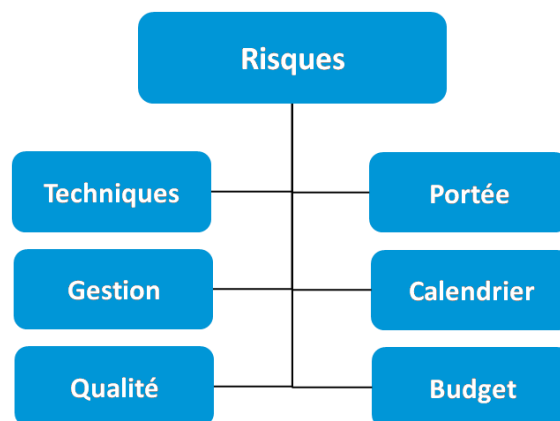 Risques
Techniques
Portée
Gestion
Calendrier
Qualité
Budget